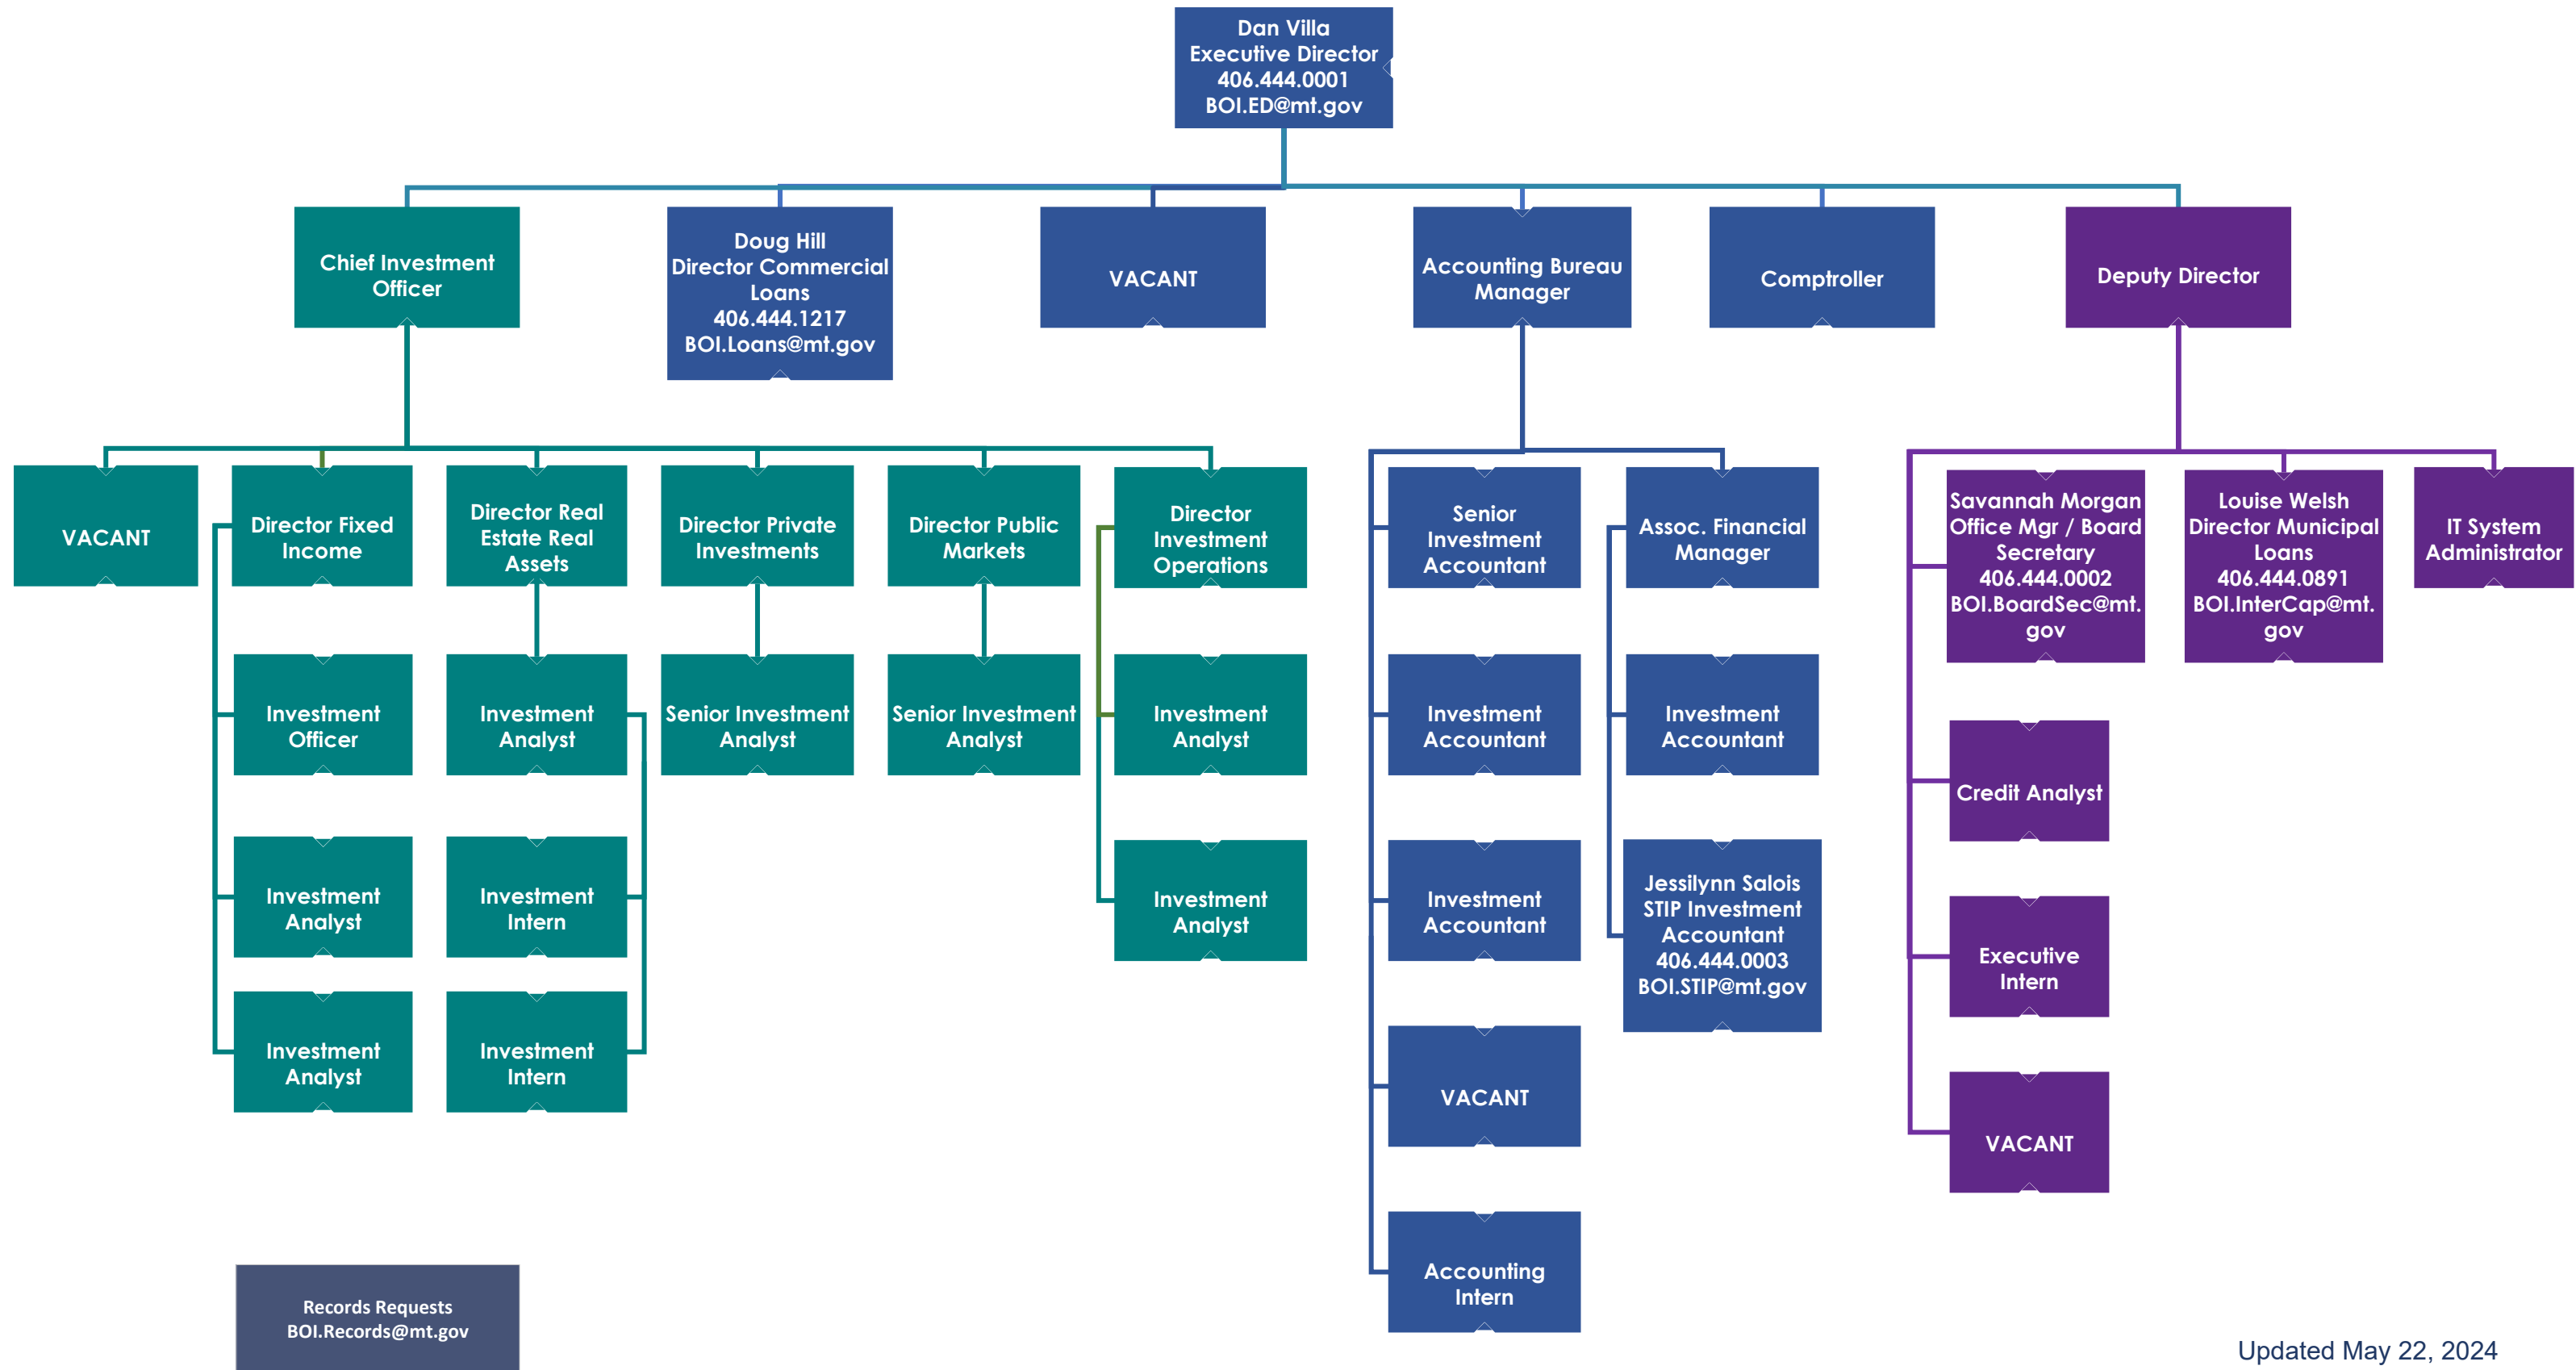 Dan Villa
Executive Director
406.444.0001
BOI.ED@mt.gov
Chief Investment
Officer
Doug Hill
Director Commercial
Loans
406.444.1217
BOI.Loans@mt.gov
VACANT
Accounting Bureau
Manager
Comptroller
Deputy Director
VACANT
Director Fixed
Income
Director Real
Estate Real
Assets
Director Private
Investments
Director Public
Markets
Director
Investment
Operations
Senior
Investment
Accountant
Assoc. Financial
Manager
Savannah Morgan
Office Mgr / Board
Secretary
406.444.0002
BOI.BoardSec@mt.
gov
Louise Welsh
Director Municipal
Loans
406.444.0891
BOI.InterCap@mt.
gov
IT System
Administrator
Investment
Officer
Investment
Analyst
Senior Investment
Analyst
Senior Investment
Analyst
Investment
Analyst
Investment
Accountant
Investment
Accountant
Credit Analyst
Investment
Analyst
Investment
Intern
Investment
Analyst
Investment
Accountant
Jessilynn Salois
STIP Investment
Accountant
406.444.0003
BOI.STIP@mt.gov
Executive
Intern
Investment
Analyst
Investment
Intern
VACANT
VACANT
Accounting
Intern
Records Requests
BOI.Records@mt.gov
Updated May 22, 2024